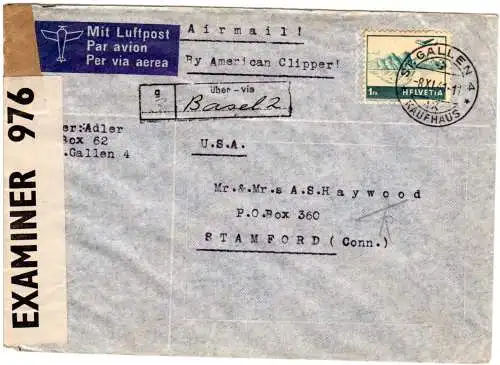 Mit Luftpost
Par avion
Per via aerea
Airmail!
By American Clipper!
g
über - via
Basel 2
1 Fr.
HELVETIA
ST. GALLEN 4
KAUFHAUS
er: Adler
Box 62
.Gallen 4
U.S.A.
Mr.&.Mrs A.S.Haywood
P.O.Box 360
STAMFORD (Conn.)
EXAMINER 976